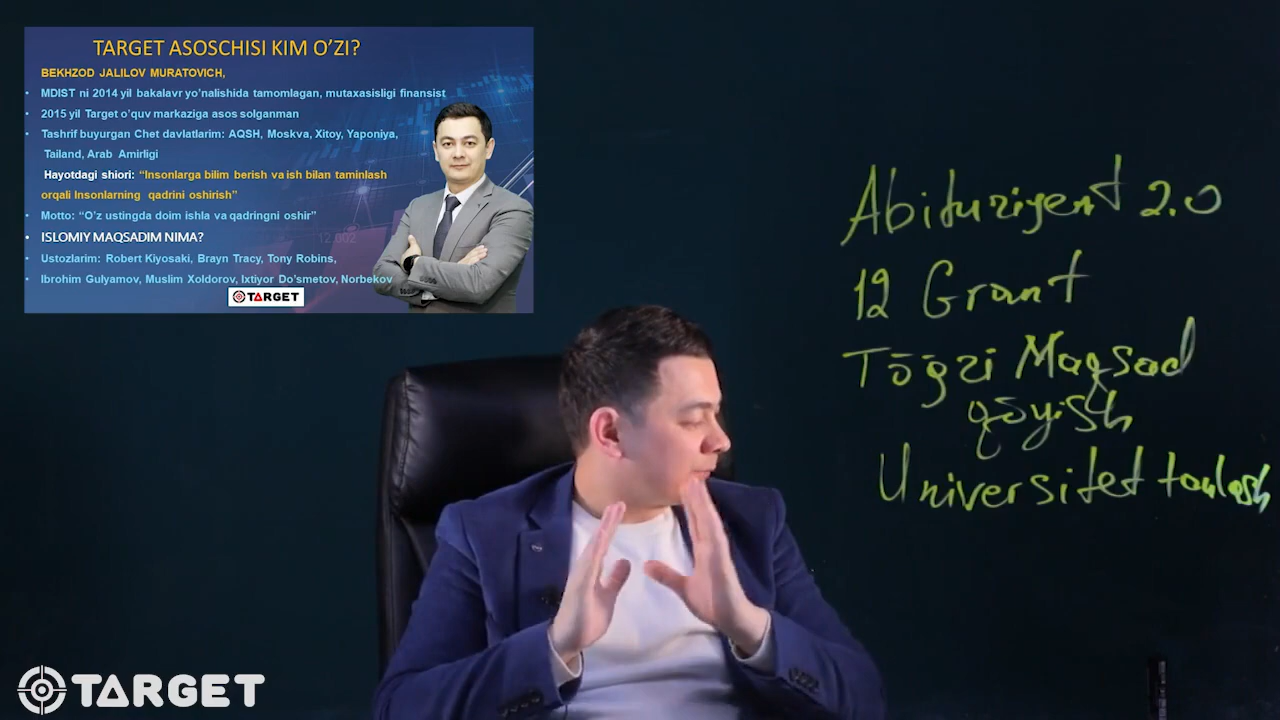 TARGET ASOSCHISI KIM O'ZI?
BEKHZOD JALILOV MURATOVICH,
• MDIST ni 2014 yil bakalavr yo'nalishida tamomlagan, mutaxasisligi finansist
• 2015 yil Target o'quv markaziga asos solganman
• Tashrif buyurgan Chet davlatlarim: AQSH, Moskva, Xitoy, Yaponiya,
Tailand, Arab Amirligi
Hayotdagi shiori: “Insonlarga bilim berish va ish bilan taminlash
orqali Insonlarning qadrini oshirish”
• Motto: “O'z ustingda doim ishla va qadringni oshir”
• ISLOMIY MAQSADIM NIMA?
12.002
• Ustozlarim: Robert Kiyosaki, Brayn Tracy, Tony Robins,
• Ibrohim Gulyamov, Muslim Xoldorov, Ixtiyor Do'smetov, Norbekov
TARGET
Abituriyent 2.0
12 Grant
Tōgri Maqsad
qōyish
Universitet tanlash
TARGET